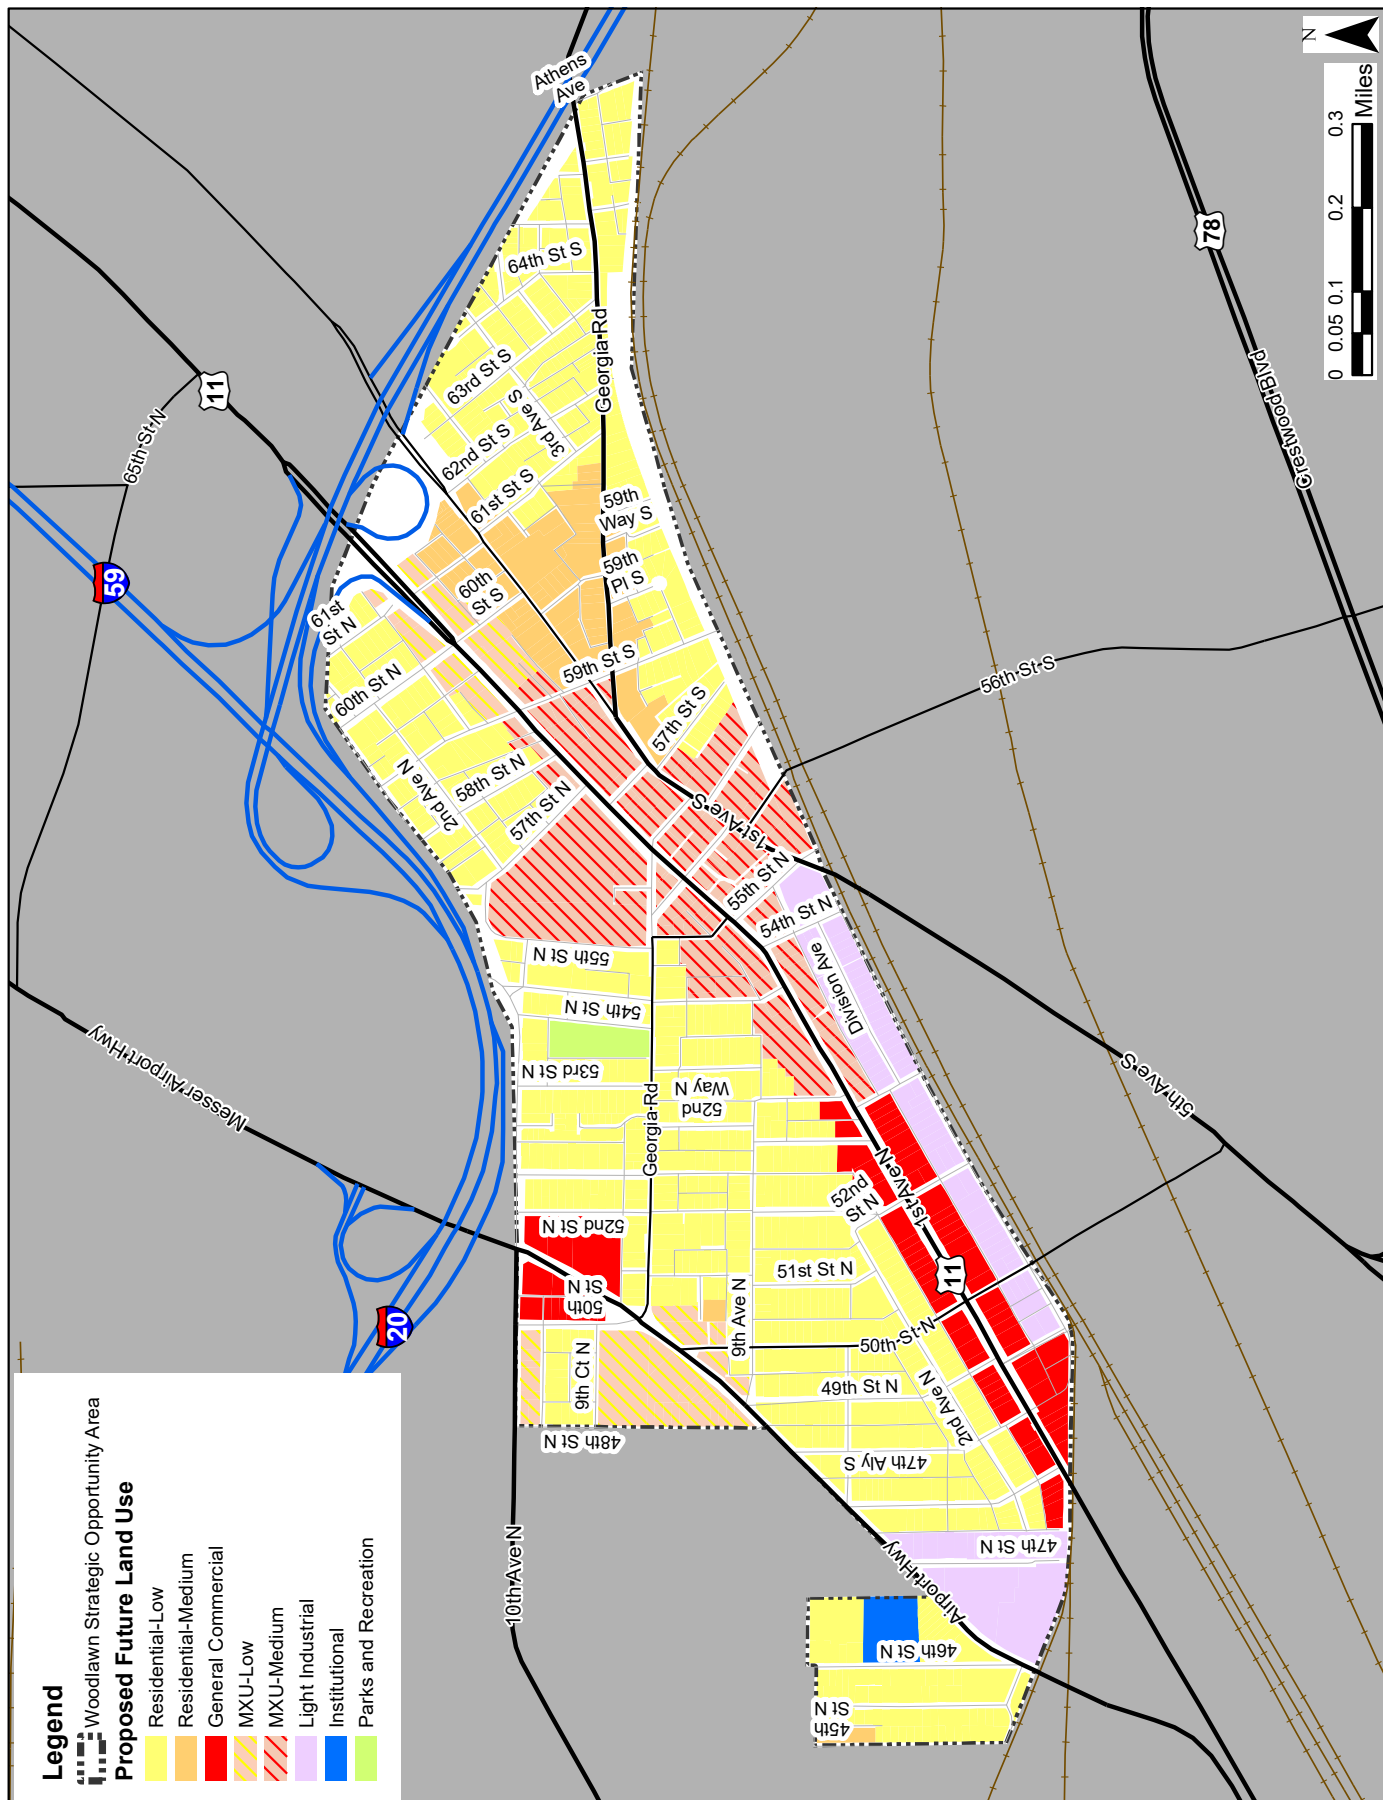 Legend
Woodlawn Strategic Opportunity Area
Proposed Future Land Use
Residential-Low
Residential-Medium
General Commercial
MXU-Low
MXU-Medium
Light Industrial
Institutional
Parks and Recreation
N
0 0.05 0.1 0.2 0.3
Miles
Athens
Ave
64th St S
63rd St S
3rd Ave S
62nd St S
61st St S
Georgia Rd
59th
Way S
59th
Pl S
60th
St S
59th St S
57th St S
61st
St N
60th St N
2nd Ave N
58th St N
57th St N
65th St N
11
59
1st Ave S
55th St N
54th St N
Division Ave
56th St S
5th Ave S
Crestwood Blvd
78
55th St N
54th St N
53rd St N
52nd
Way N
Georgia Rd
52nd St N
50th
St N
9th Ct N
48th St N
9th Ave N
51st St N
52nd
St N
1st Ave N
1st Ave N
11
50th St N
49th St N
2nd Ave N
47th Aly S
47th St N
Airport Hwy
46th St N
45th
St N
10th Ave N
20
Messer Airport Hwy